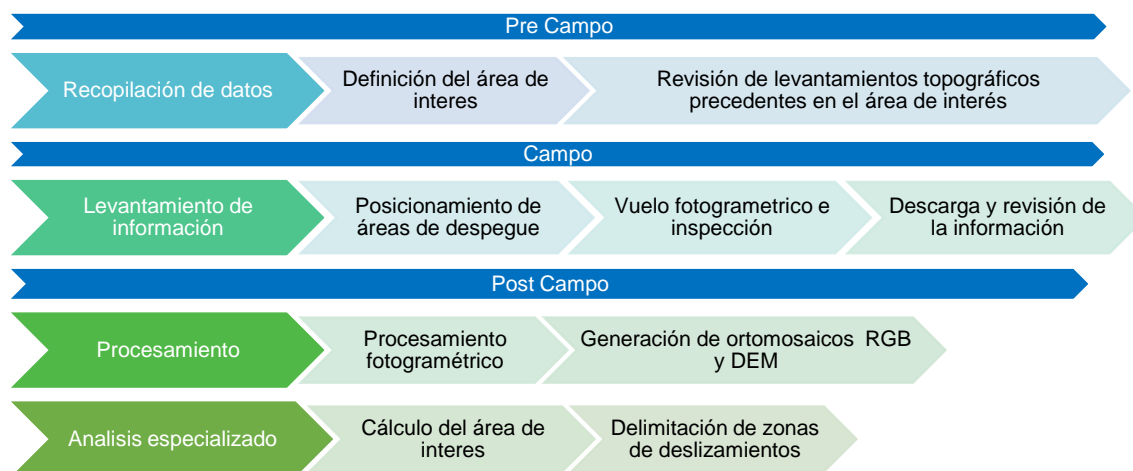 Pre Campo
Recopilación de datos
Definición del área de
interes
Revisión de levantamientos topográficos
precedentes en el área de interés
Campo
Levantamiento de
información
Posicionamiento de
áreas de despegue
Vuelo fotogrametrico e
inspección
Descarga y revisión de
la información
Post Campo
Procesamiento
Procesamiento
fotogramétrico
Generación de ortomosaicos RGB
y DEM
Analisis especializado
Cálculo del área de
interes
Delimitación de zonas
de deslizamientos